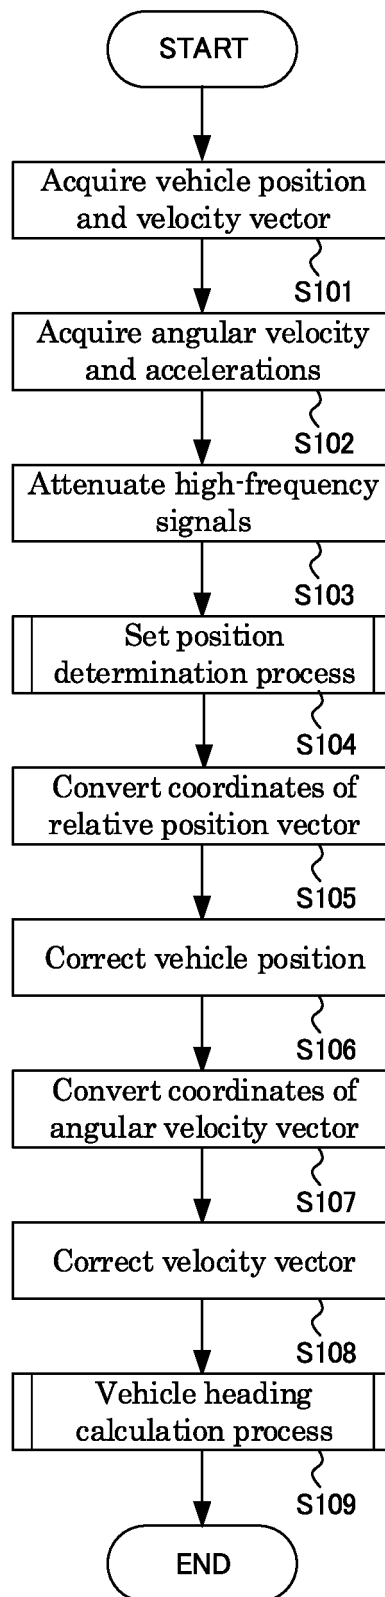 START
Acquire vehicle position
and velocity vector
S101
Acquire angular velocity
and accelerations
S102
Attenuate high-frequency
signals
S103
Set position
determination process
S104
Convert coordinates of
relative position vector
S105
Correct vehicle position
S106
Convert coordinates of
angular velocity vector
S107
Correct velocity vector
S108
Vehicle heading
calculation process
S109
END